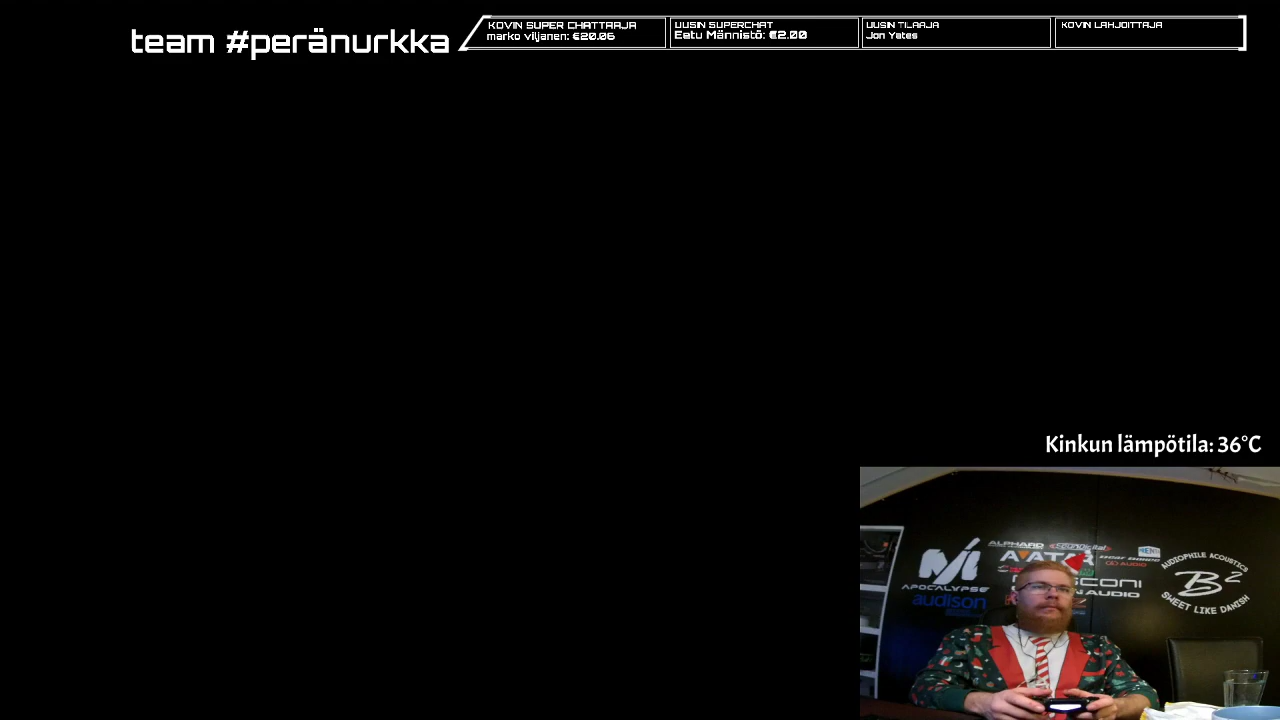 team #peränurkka
KOVIN SUPER CHATTAAJA
marko viljanen: €20.06
UUSIN SUPERCHAT
Eetu Männistö: €2.00
UUSIN TILAAJA
Jon Yates
KOVIN LAHJOITTAJA
Kinkun lämpötila: 36°C
ALPHARD
AVATAR
APOCALYPSE
audison
AUDIO
AUDIOPHILE ACOUSTICS
B²
SWEET LIKE DANISH